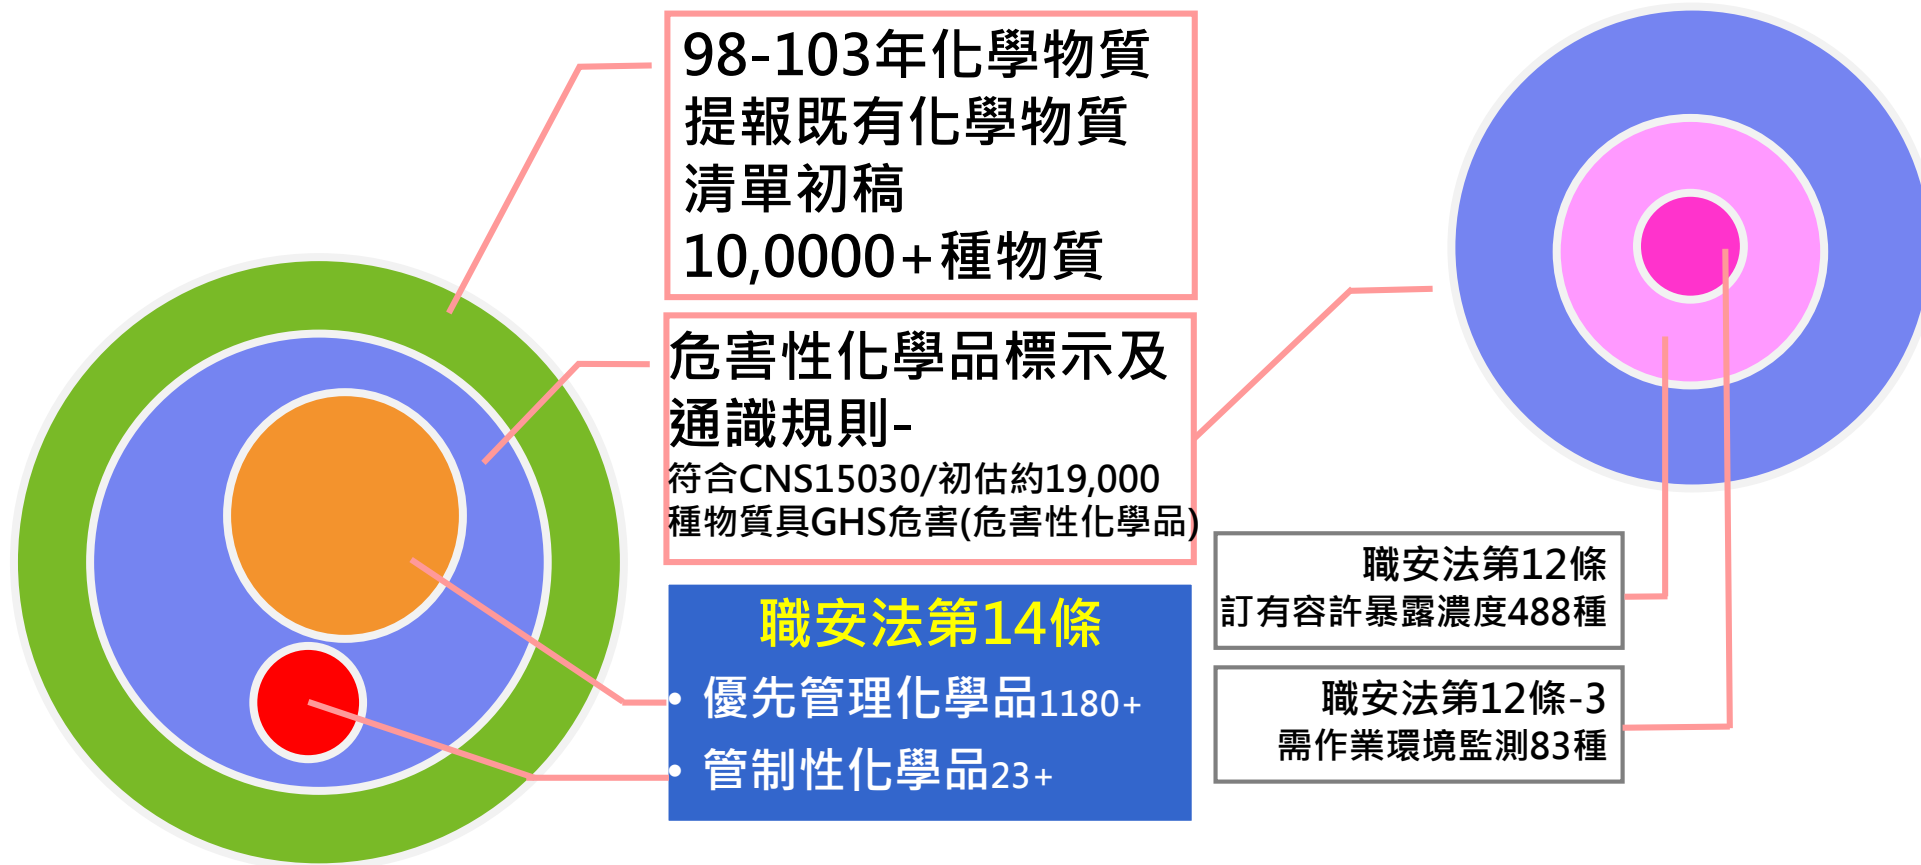 98-103年化學物質
提報既有化學物質
清單初稿
10,0000+種物質
危害性化學品標示及
通識規則-
符合CNS15030/初估約19,000
種物質具GHS危害(危害性化學品)
職安法第14條
• 優先管理化學品1180+
• 管制性化學品23+
職安法第12條
訂有容許暴露濃度488種
職安法第12條-3
需作業環境監測83種